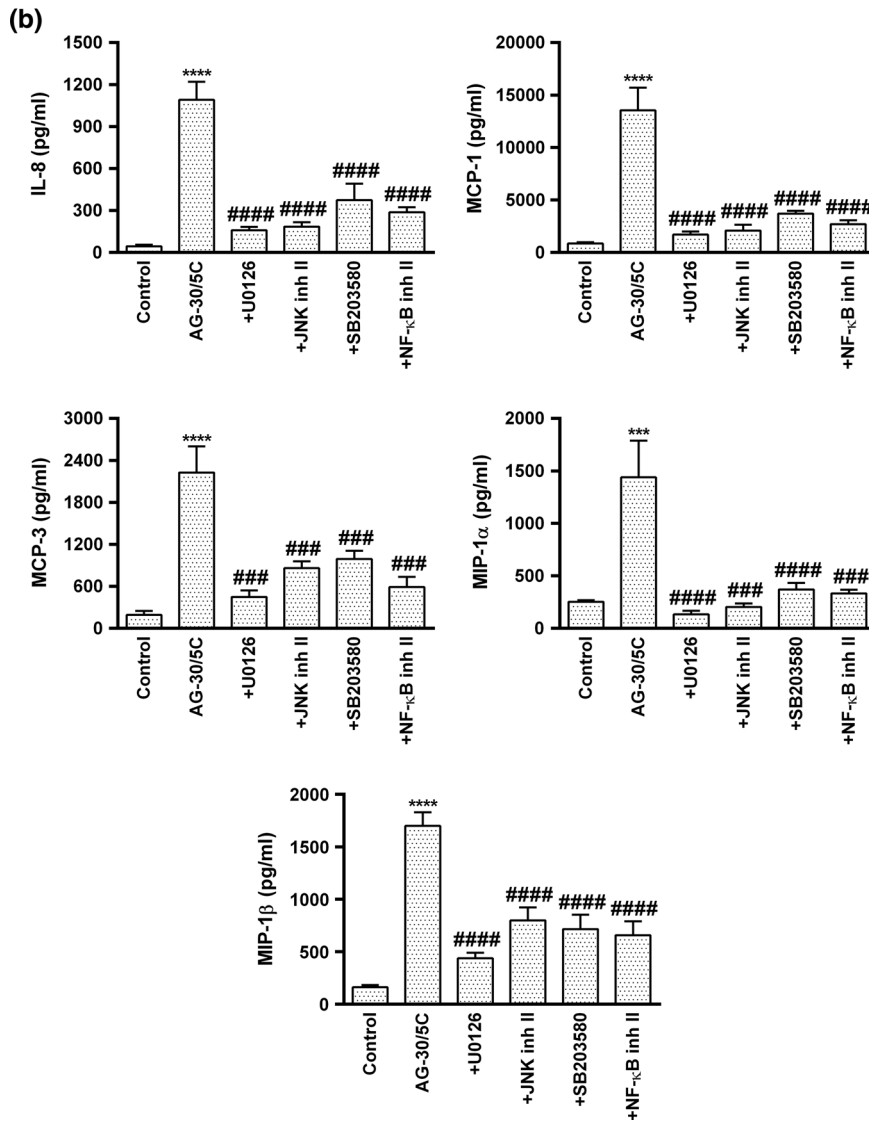 (b)
IL-8 (pg/ml)
1500
1200
900
600
300
0
****
####
####
####
####
Control
AG-30/5C
+U0126
+JNK inh II
+SB203580
+NF-κB inh II
MCP-1 (pg/ml)
20000
15000
10000
5000
0
****
####
####
####
####
Control
AG-30/5C
+U0126
+JNK inh II
+SB203580
+NF-κB inh II
MCP-3 (pg/ml)
3000
2400
1800
1200
600
0
****
###
###
###
###
Control
AG-30/5C
+U0126
+JNK inh II
+SB203580
+NF-κB inh II
MIP-1α (pg/ml)
2000
1500
1000
500
0
***
####
###
####
###
Control
AG-30/5C
+U0126
+JNK inh II
+SB203580
+NF-κB inh II
MIP-1β (pg/ml)
2000
1500
1000
500
0
****
####
####
####
####
Control
AG-30/5C
+U0126
+JNK inh II
+SB203580
+NF-κB inh II